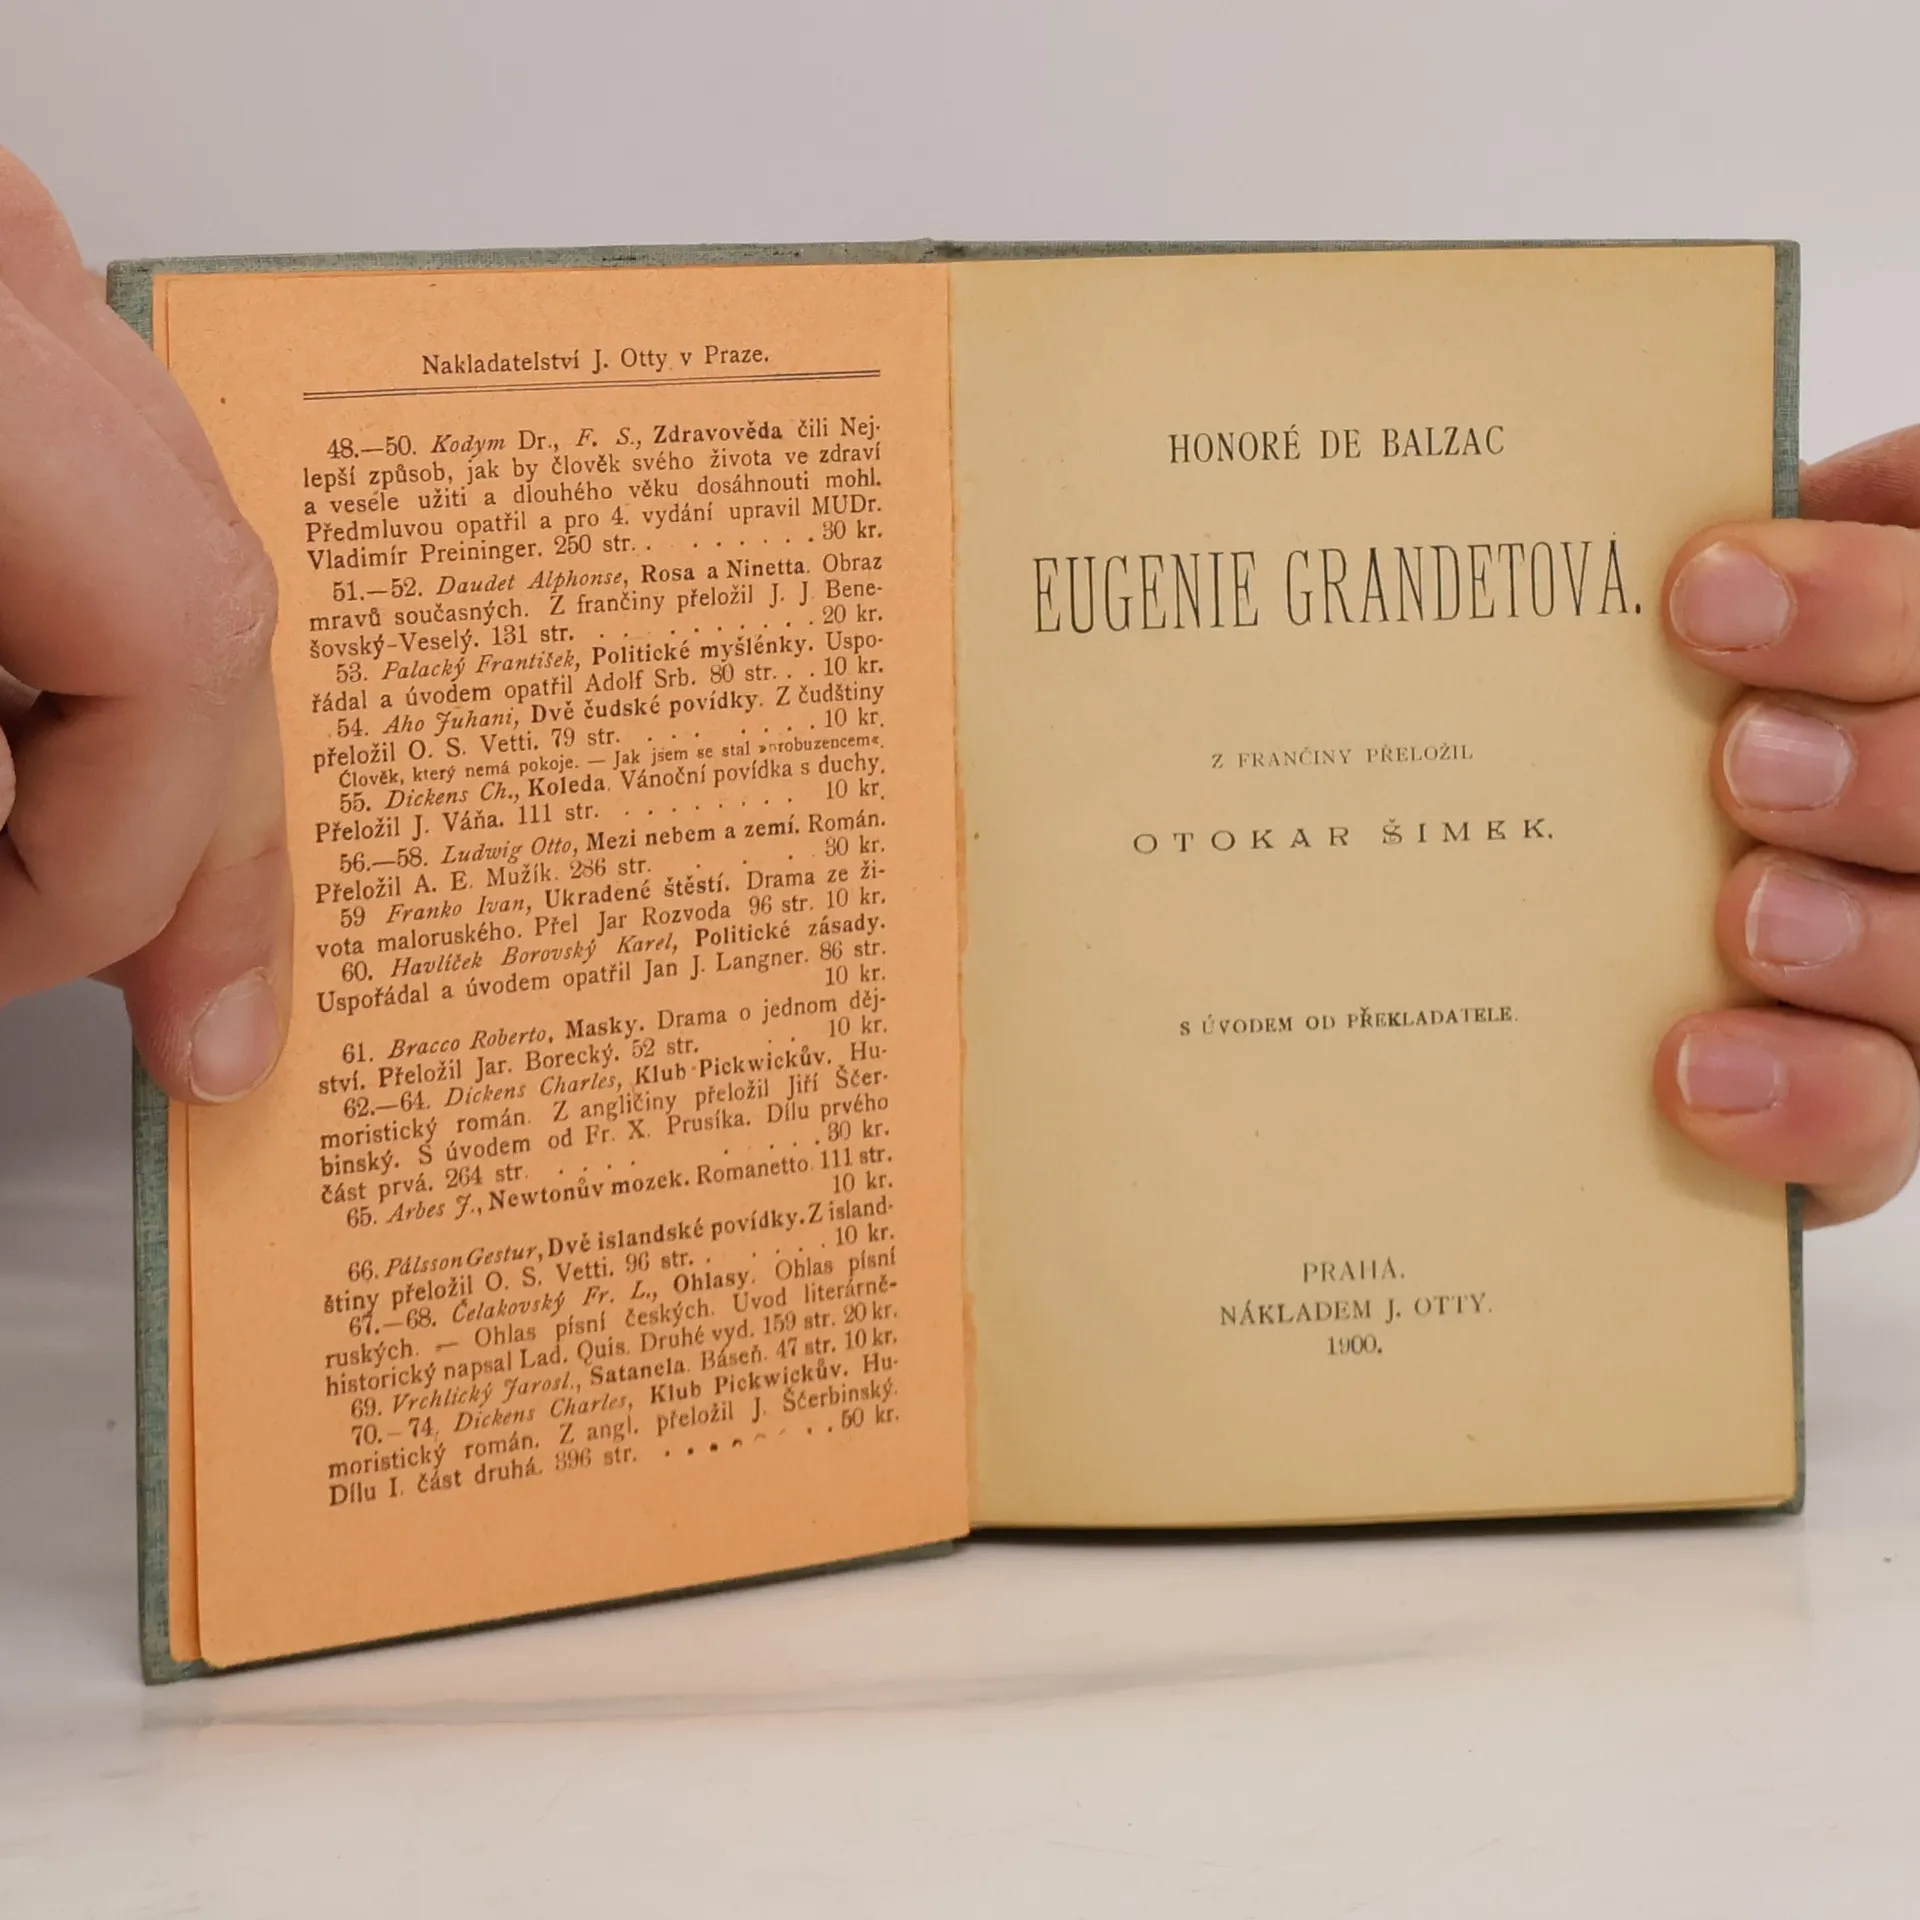 Nakladatelství J. Otty v Praze.
48.—50. Kodym Dr., F. S., Zdravověda čili Nej-
lepší způsob, jak by člověk svého života ve zdraví
a vesele užiti a dlouhého věku dosáhnouti mohl.
Předmluvou opatřil a pro 4. vydání upravil MUDr.
Vladimír Preininger. 250 str. . . . . . . . . 30 kr.
51.—52. Daudet Alphonse, Rosa a Ninetta. Obraz
mravů současných. Z frančiny přeložil J. J. Bene-
šovský-Veselý. 131 str. . . . . . . . . . 20 kr.
53. Palacký František, Politické myšlénky. Uspo-
řádal a úvodem opatřil Adolf Srb. 80 str. . . 10 kr.
54. Aho Juhani, Dvě čudské povídky. Z čudštiny
přeložil O. S. Vetti. 79 str. . . . . . . . 10 kr.
Člověk, který nemá pokoje. — Jak jsem se stal »probuzencem«.
55. Dickens Ch., Koleda. Vánoční povídka s duchy.
Přeložil J. Váňa. 111 str. . . . . . . . . 10 kr.
56.—58. Ludwig Otto, Mezi nebem a zemí. Román.
Přeložil A. E. Mužík. 286 str. . . . 30 kr.
59 Franko Ivan, Ukradené štěstí. Drama ze ži-
vota maloruského. Přel Jar Rozvoda 96 str. 10 kr.
60. Havlíček Borovský Karel, Politické zásady.
Uspořádal a úvodem opatřil Jan J. Langner. 86 str.
10 kr.
61. Bracco Roberto, Masky. Drama o jednom děj-
ství. Přeložil Jar. Borecký. 52 str. . . 10 kr.
62.—64. Dickens Charles, Klub Pickwickův. Hu-
moristický román. Z angličiny přeložil Jiří Ščer-
binský. S úvodem od Fr. X. Prusíka. Dílu prvého
část prvá. 264 str. . . . . . . . 30 kr.
65. Arbes J., Newtonův mozek. Romanetto. 111 str.
10 kr.
66. Pálsson Gestur, Dvě islandské povídky. Z island-
štiny přeložil O. S. Vetti. 96 str. . . . . . 10 kr.
67.—68. Čelakovský Fr. L., Ohlasy. Ohlas písní
ruských. — Ohlas písní českých. Úvod literárně-
historický napsal Lad. Quis. Druhé vyd. 159 str. 20 kr.
69. Vrchlický Jarosl., Satanela. Báseň. 47 str. 10 kr.
70.—74. Dickens Charles, Klub Pickwickův. Hu-
moristický román. Z angl. přeložil J. Ščerbinský.
Dílu I. část druhá. 396 str. . . . . . . . . 50 kr.
HONORÉ DE BALZAC
EUGENIE GRANDETOVÁ.
Z FRANČINY PŘELOŽIL
OTOKAR ŠIMEK.
S ÚVODEM OD PŘEKLADATELE.
PRAHA.
NÁKLADEM J. OTTY.
1900.